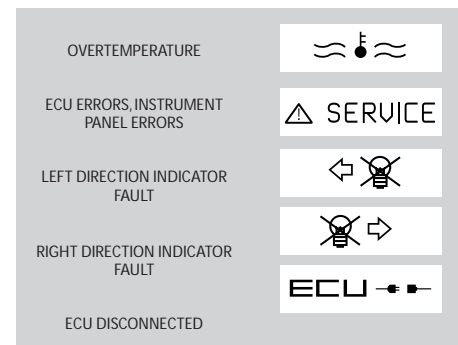 OVERTEMPERATURE
ECU ERRORS, INSTRUMENT
PANEL ERRORS
SERVICE
LEFT DIRECTION INDICATOR
FAULT
RIGHT DIRECTION INDICATOR
FAULT
ECU
ECU DISCONNECTED